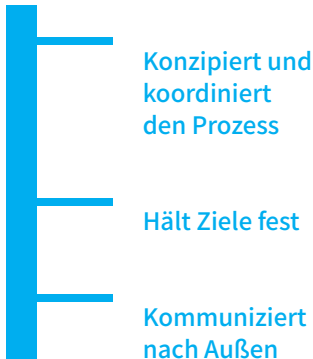 Konzipiert und
koordiniert
den Prozess
Hält Ziele fest
Kommuniziert
nach Außen